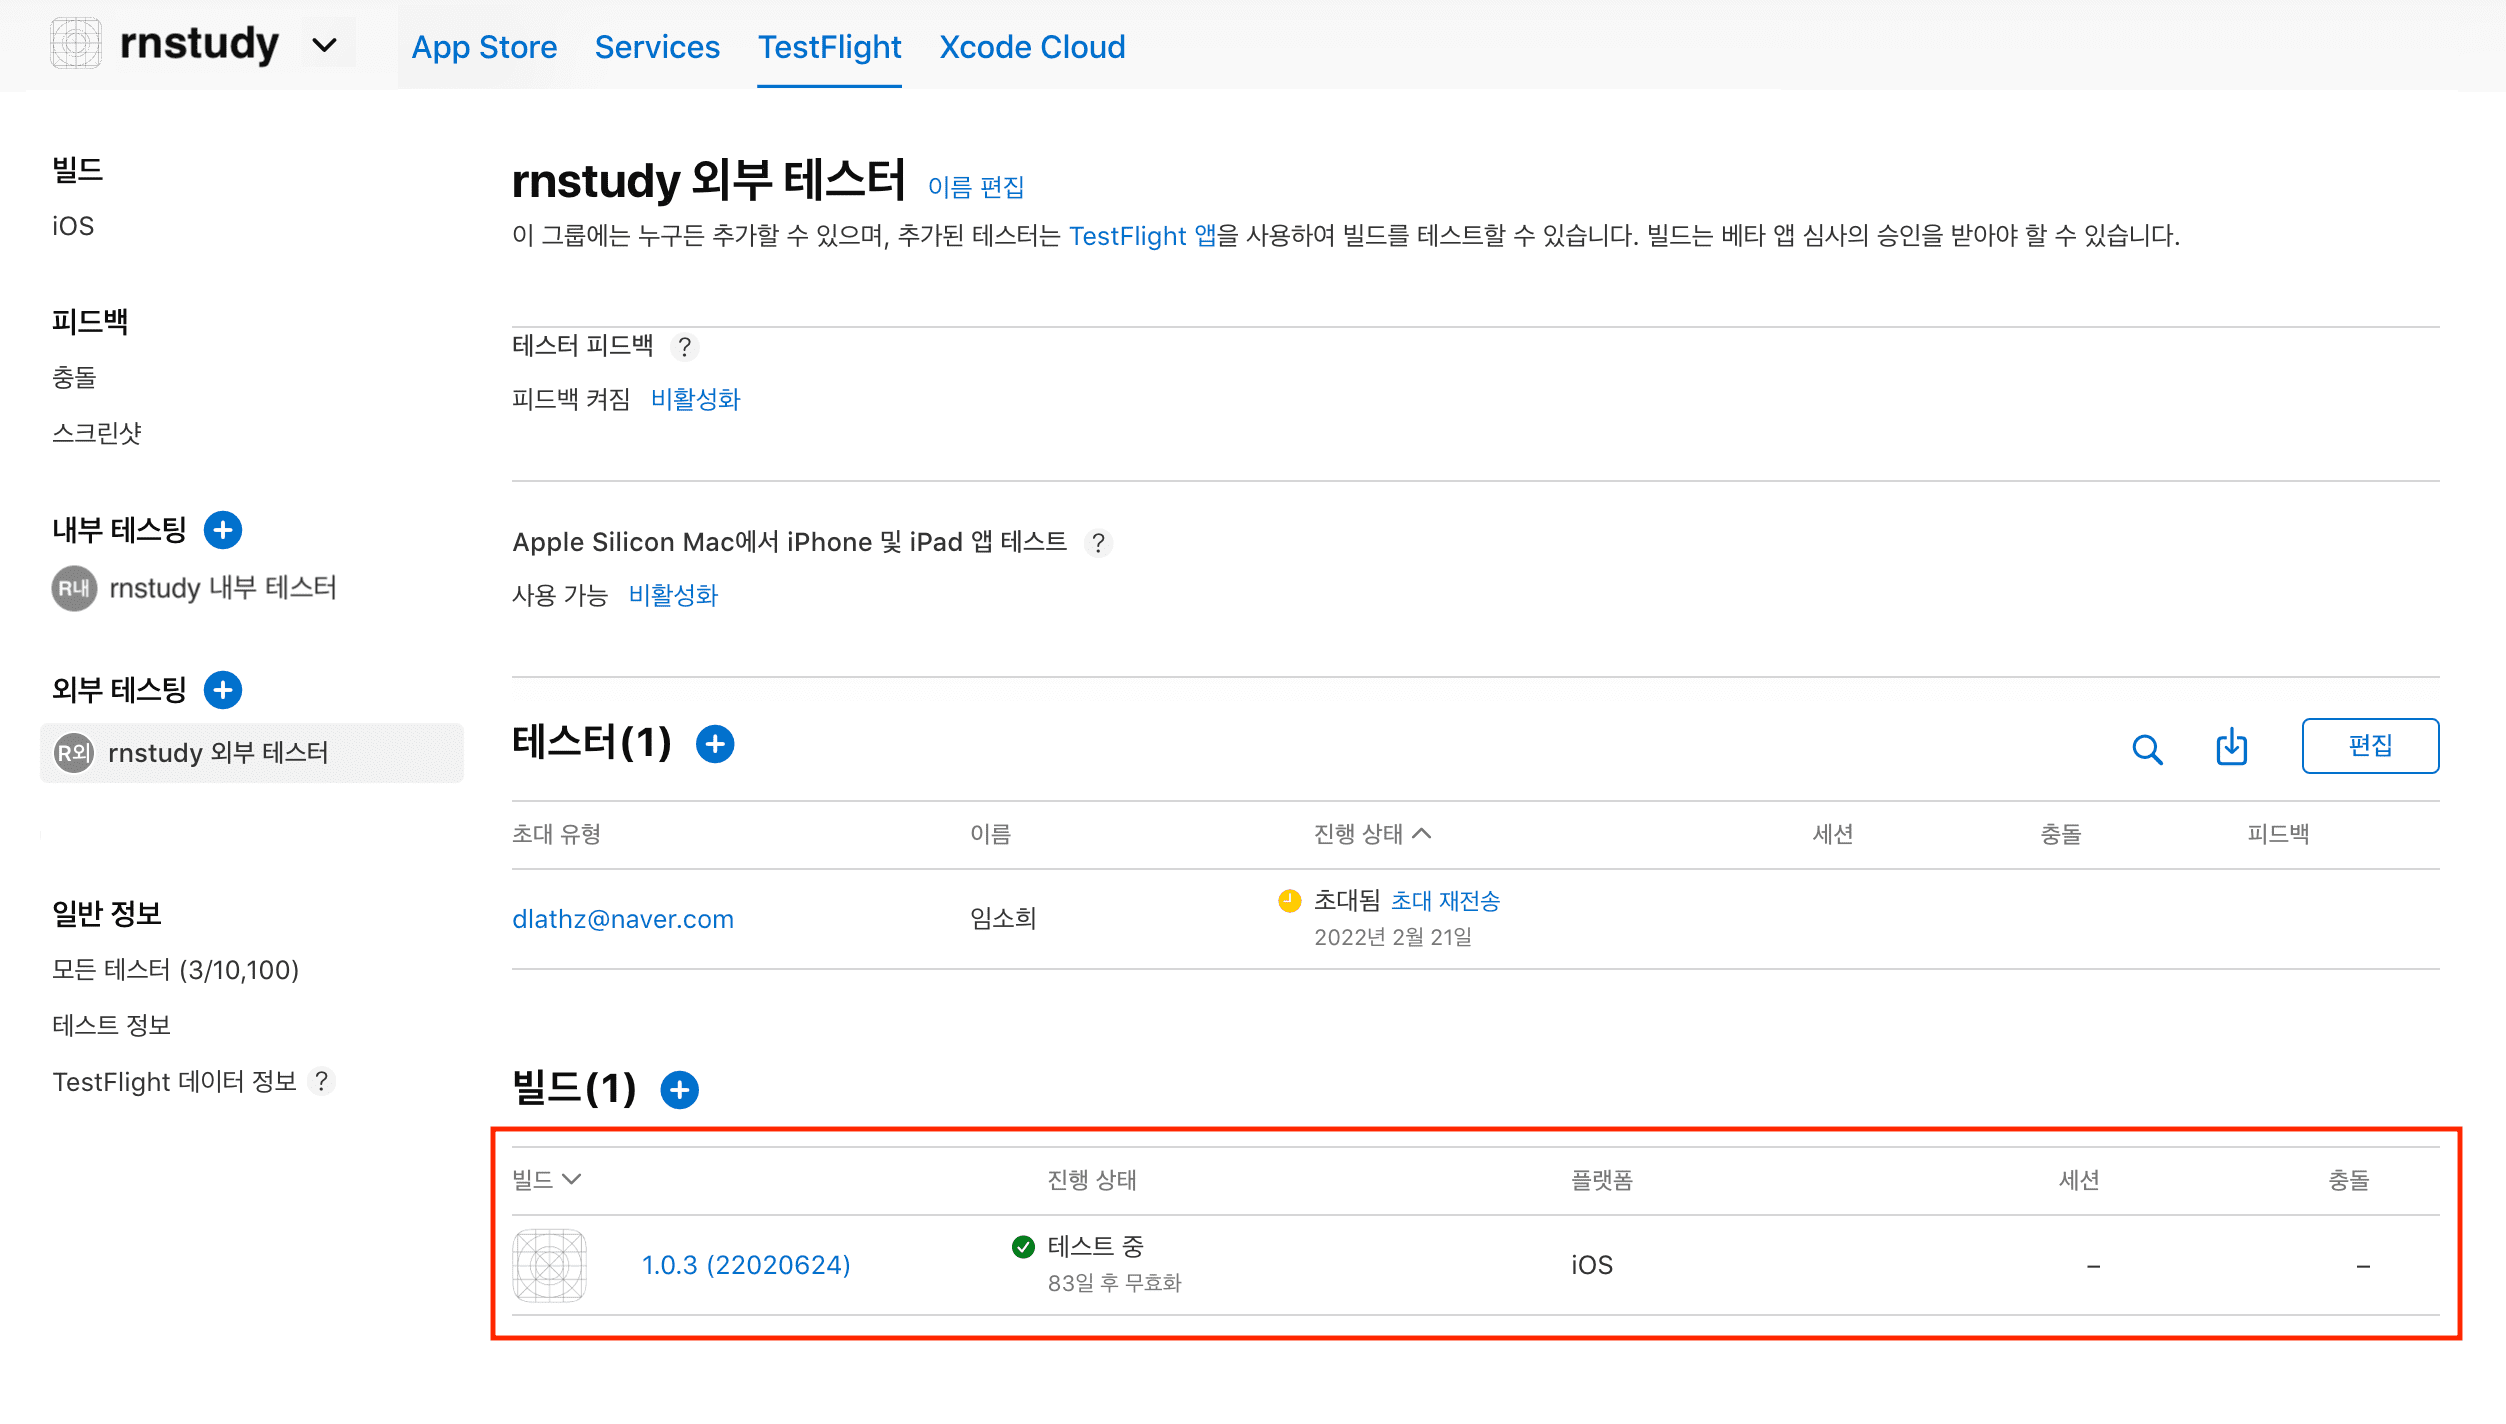 rnstudy
App Store Services TestFlight Xcode Cloud
빌드
iOS
피드백
충돌
스크린샷
내부 테스팅
R내 rnstudy 내부 테스터
외부 테스팅
R외 rnstudy 외부 테스터
일반 정보
모든 테스터 (3/10,100)
테스트 정보
TestFlight 데이터 정보 ?
rnstudy 외부 테스터 이름 편집
이 그룹에는 누구든 추가할 수 있으며, 추가된 테스터는 TestFlight 앱을 사용하여 빌드를 테스트할 수 있습니다. 빌드는 베타 앱 심사의 승인을 받아야 할 수 있습니다.
테스터 피드백 ?
피드백 켜짐 비활성화
Apple Silicon Mac에서 iPhone 및 iPad 앱 테스트 ?
사용 가능 비활성화
테스터(1)
편집
초대 유형 이름 진행 상태 세션 충돌 피드백
dlathz@naver.com 임소희 초대됨 초대 재전송
2022년 2월 21일
빌드(1)
빌드 진행 상태 플랫폼 세션 충돌
1.0.3 (22020624) 테스트 중 iOS – –
83일 후 무효화